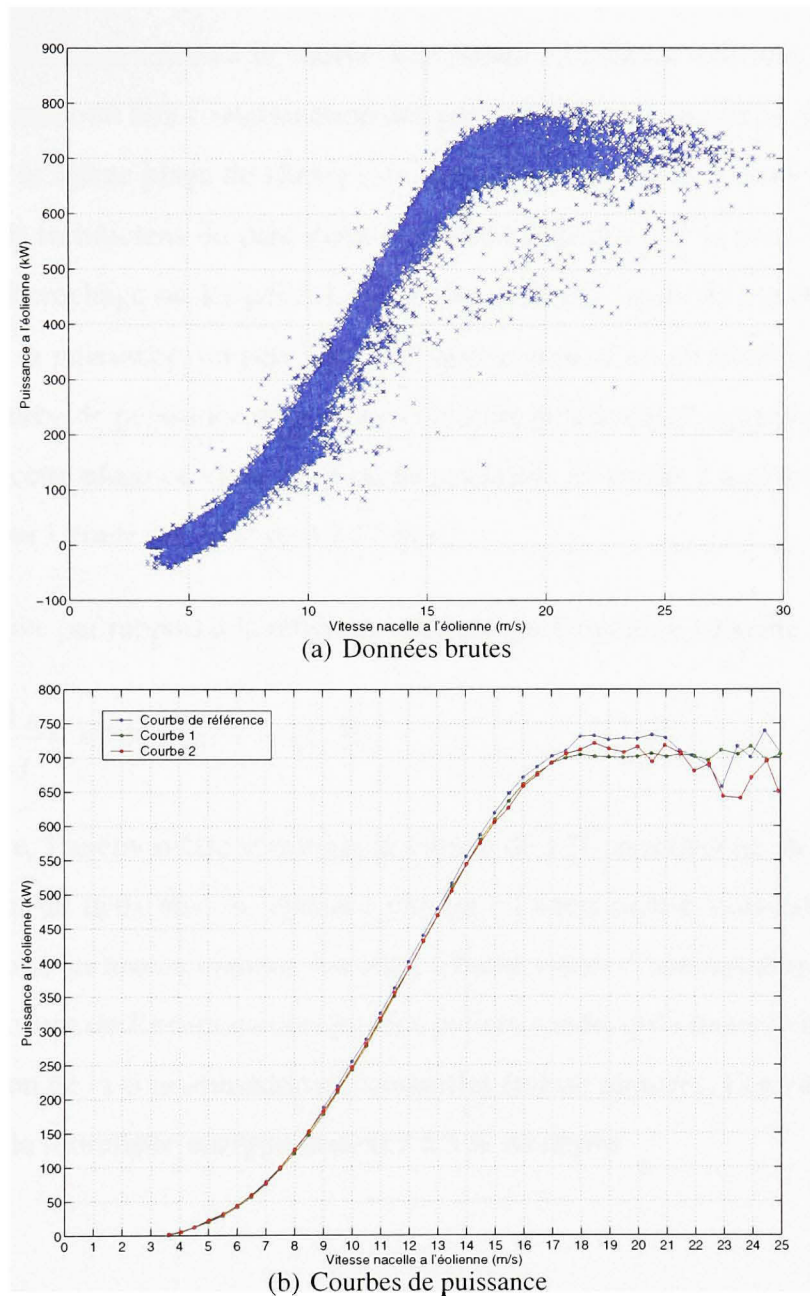 900
800
700
600
500
400
300
200
100
0
−100
Puissance a l'éolienne (kW)
0 5 10 15 20 25 30
Vitesse nacelle a l'éolienne (m/s)
(a) Données brutes
800
750
700
650
600
550
500
450
400
350
300
250
200
150
100
50
0
Puissance a l'éolienne (kW)
Courbe de référence
Courbe 1
Courbe 2
0 1 2 3 4 5 6 7 8 9 10 11 12 13 14 15 16 17 18 19 20 21 22 23 24 25
Vitesse nacelle a l'éolienne (m/s)
(b) Courbes de puissance